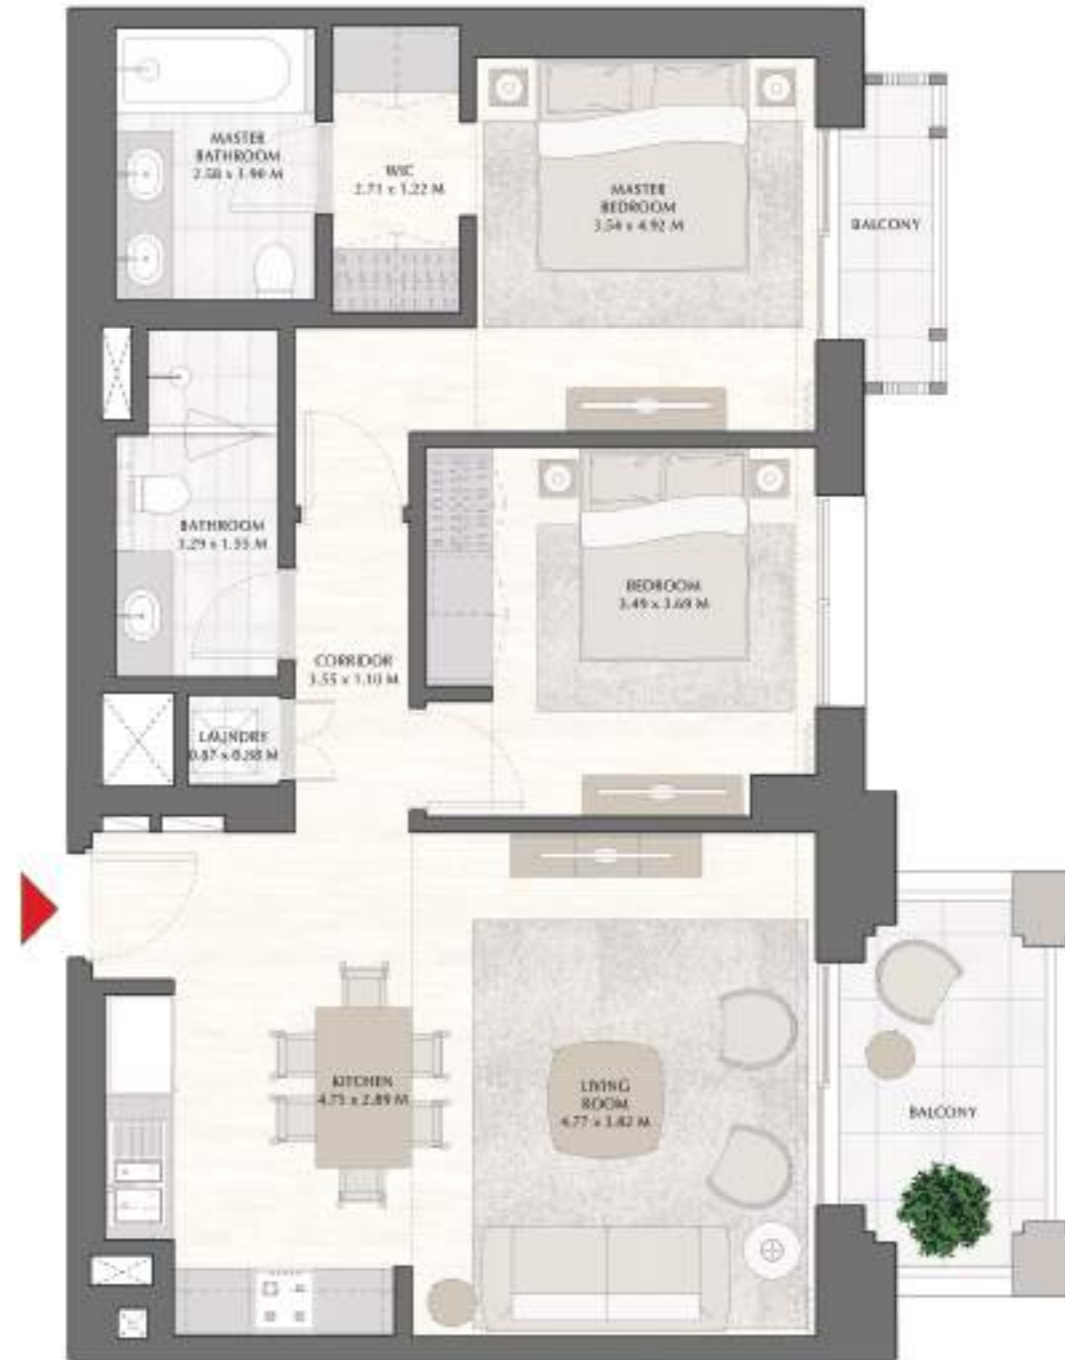 MASTER
BATHROOM
2.58 x 1.90 M
WIC
2.71 x 1.22 M
MASTER
BEDROOM
3.54 x 4.92 M
BALCONY
BATHROOM
3.29 x 1.55 M
BEDROOM
3.49 x 3.69 M
CORRIDOR
3.55 x 1.10 M
LAUNDRY
0.87 x 0.88 M
KITCHEN
4.75 x 2.89 M
LIVING
ROOM
4.77 x 3.82 M
BALCONY